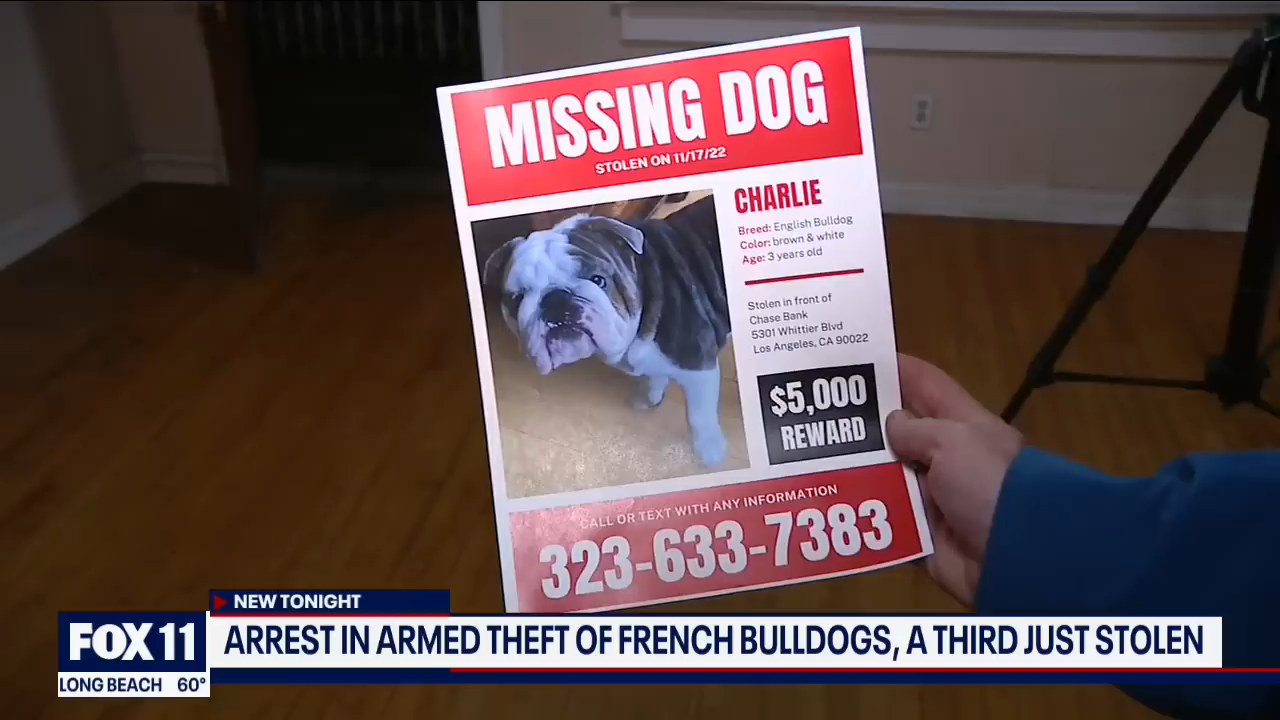 MISSING DOG
STOLEN ON 11/17/22
CHARLIE
Breed: English Bulldog
Color: brown & white
Age: 3 years old
Stolen in front of
Chase Bank
5301 Whittier Blvd
Los Angeles, CA 90022
$5,000
REWARD
CALL OR TEXT WITH ANY INFORMATION
323-633-7383
NEW TONIGHT
FOX 11
ARREST IN ARMED THEFT OF FRENCH BULLDOGS, A THIRD JUST STOLEN
LONG BEACH 60°